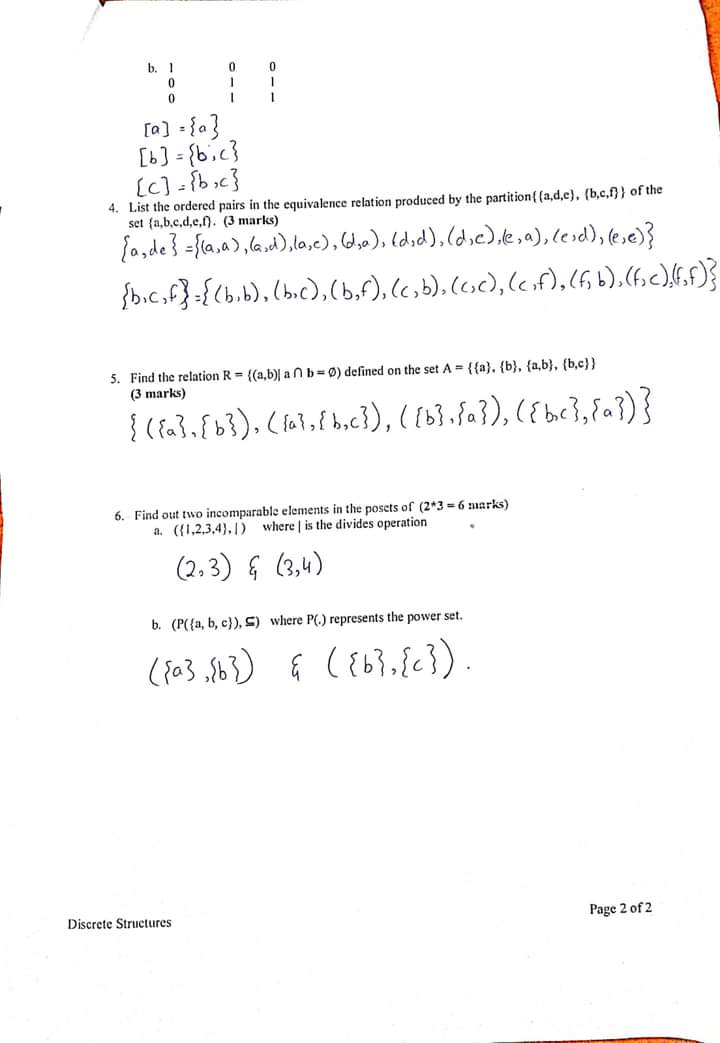 b. 1 0 0
0 1 1
0 1 1
[a] = {a}
[b] = {b,c}
[c] = {b,c}
4. List the ordered pairs in the equivalence relation produced by the partition{{a,d,e}, {b,c,f}} of the
set {a,b,c,d,e,f}. (3 marks)
{a,de} = {(a,a),(a,d),(a,e),(d,a),(d,d),(d,e),(e,a),(e,d),(e,e)}
{b,c,f} = {(b,b),(b,c),(b,f),(c,b),(c,c),(c,f),(f,b),(f,c),(f,f)}
5. Find the relation R = {(a,b)| a ∩ b = Ø) defined on the set A = {{a}, {b}, {a,b}, {b,c}}
(3 marks)
{({a},{b}), ({a},{b,c}), ({b},{a}), ({b,c},{a})}
6. Find out two incomparable elements in the posets of (2*3 = 6 marks)
a. ({1,2,3,4}, | ) where | is the divides operation
(2,3) & (3,4)
b. (P({a, b, c}), ⊆) where P(.) represents the power set.
({a},{b}) & ({b},{c}).
Discrete Structures
Page 2 of 2